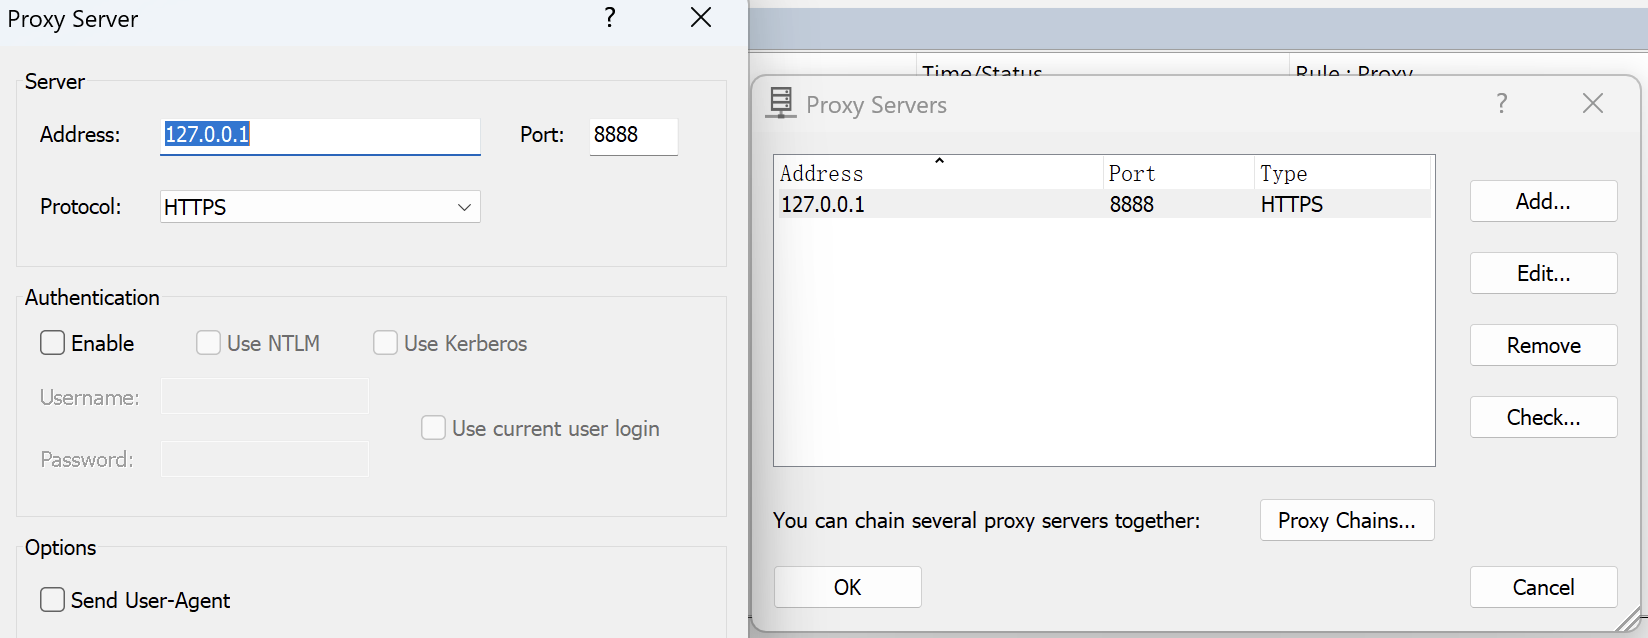 Proxy Server
?
Server
Address: 127.0.0.1 Port: 8888
Protocol: HTTPS
Authentication
Enable Use NTLM Use Kerberos
Username:
Use current user login
Password:
Options
Send User-Agent
Time/Status Rule : Proxy
Proxy Servers
?
Address Port Type
127.0.0.1 8888 HTTPS
Add...
Edit...
Remove
Check...
You can chain several proxy servers together: Proxy Chains...
OK Cancel